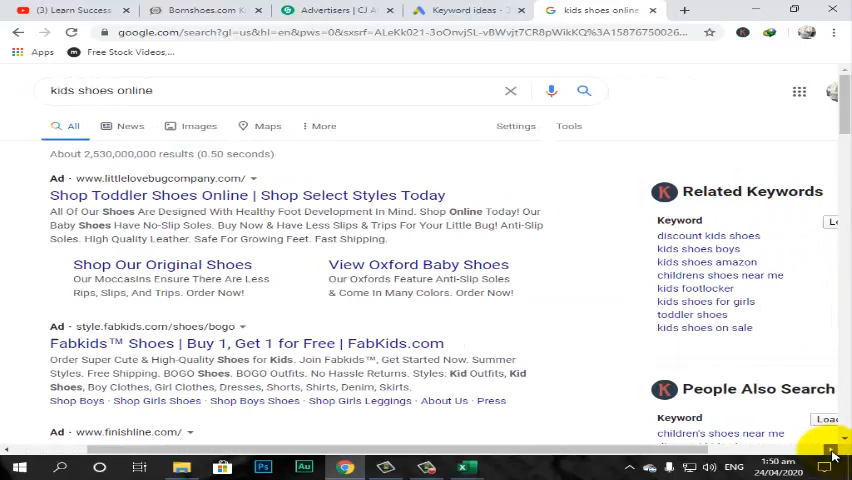 (3) Learn Success
Bornshoes.com K
Advertisers | CJ A
Keyword ideas - 3
kids shoes online
google.com/search?gl=us&hl=en&pws=0&sxsrf=ALeKk021-3oOnvjSL-vBWvjt7CR8pWkQ%3A15876750026...
Apps
Free Stock Videos,...
kids shoes online
All
News
Images
Maps
More
Settings
Tools
About 2,530,000,000 results (0.50 seconds)
Ad · www.littlelovebugcompany.com/
Shop Toddler Shoes Online | Shop Select Styles Today
All Of Our Shoes Are Designed With Healthy Foot Development In Mind. Shop Online Today! Our
Baby Shoes Have No-Slip Soles. Buy Now & Have Less Slips & Trips For Your Little Bug! Anti-Slip
Soles. High Quality Leather. Safe For Growing Feet. Fast Shipping.
Shop Our Original Shoes
Our Moccasins Ensure There Are Less
Rips, Slips, And Trips. Order Now!
View Oxford Baby Shoes
Our Oxfords Feature Anti-Slip Soles
& Come In Many Colors. Order Now!
Ad · style.fabkids.com/shoes/bogo
Fabkids™ Shoes | Buy 1, Get 1 for Free | FabKids.com
Order Super Cute & High-Quality Shoes for Kids. Join Fabkids™, Get Started Now. Summer
Styles. Free Shipping. BOGO Shoes. BOGO Outfits. No Hassle Returns. Styles: Kid Outfits, Kid
Shoes, Boy Clothes, Girl Clothes, Dresses, Shorts, Shirts, Denim, Skirts.
Shop Boys · Shop Girls Shoes · Shop Boys Shoes · Shop Girls Leggings · About Us · Press
Ad · www.finishline.com/
Related Keywords
Keyword
Lo
discount kids shoes
kids shoes boys
kids shoes amazon
childrens shoes near me
kids footlocker
kids shoes for girls
toddler shoes
kids shoes on sale
People Also Search
Keyword
Loa
children's shoes near me
ENG
1:50 am
24/04/2020